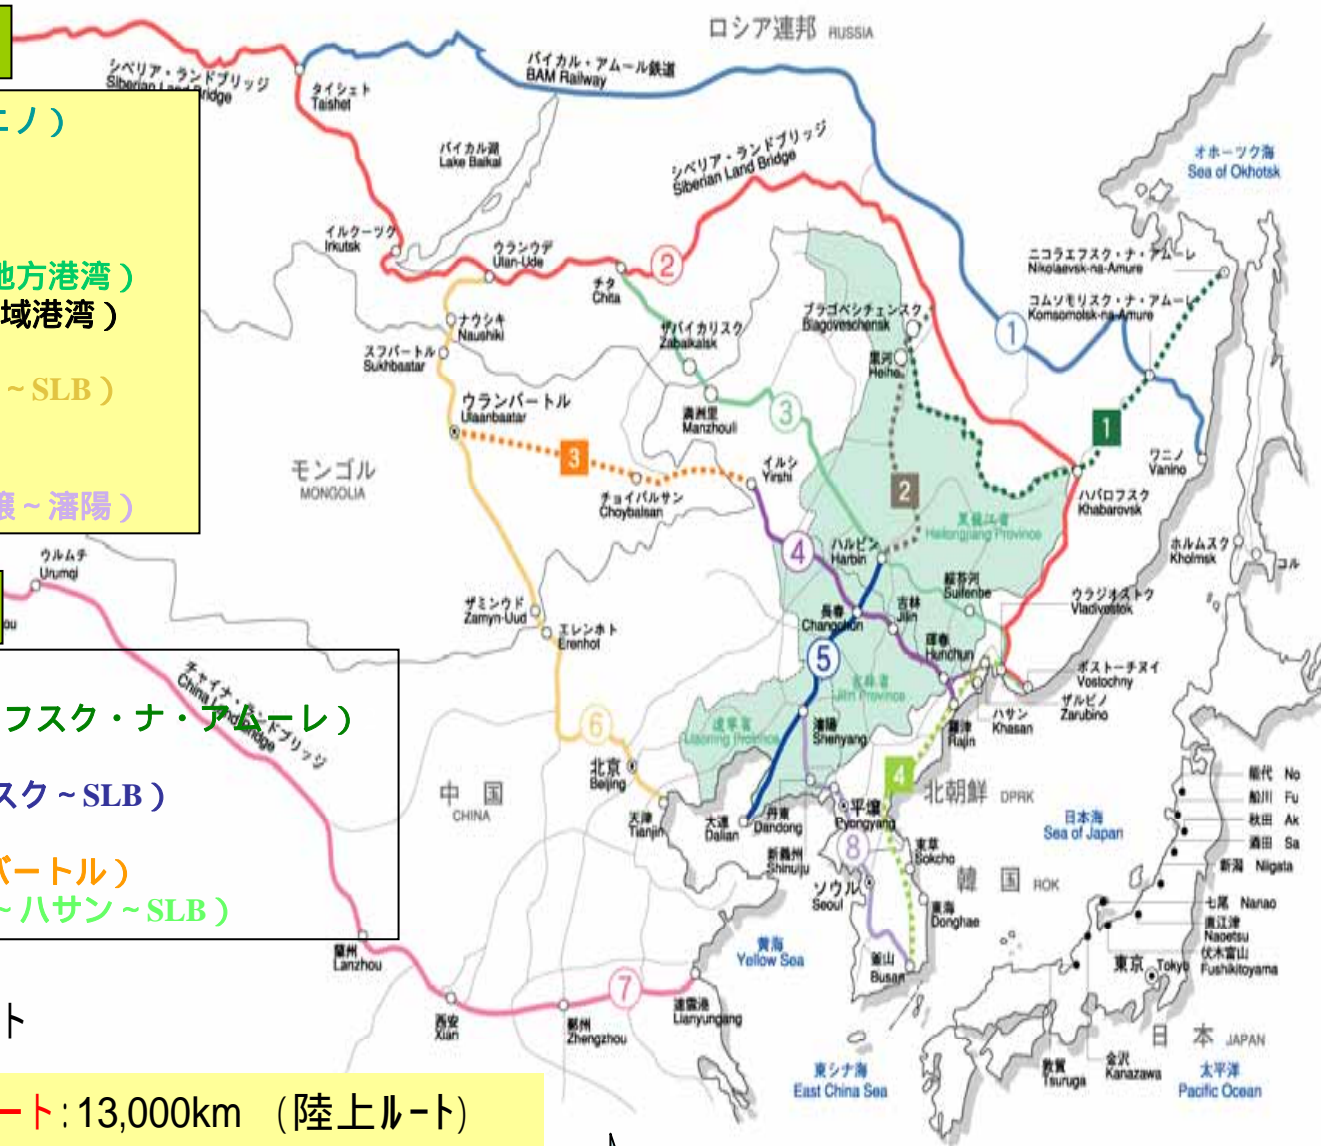 ロシア連邦 RUSSIA
シベリア・ランドブリッジ
Siberian Land Bridge
タイシェト
Taishet
バイカル・アムール鉄道
BAM Railway
エノ)
バイカル湖
Lake Baikal
シベリア・ランドブリッジ
Siberian Land Bridge
オホーツク海
Sea of Okhotsk
イルクーツク
Irkutsk
ウランウデ
Ulan-Ude
チタ
Chita
2
ニコラエフスク・ナ・アムーレ
Nikolaevsk-na-Amure
地方港湾)
域港湾)
ナウシキ
Naushiki
ザバイカリスク
Zabaikalsk
ブラゴベシチェンスク
Blagoveschensk
コムソモリスク・ナ・アムーレ
Komsomolsk-na-Amure
1
スフバートル
Sukhbaatar
黒河
Heihe
~SLB)
ウランバートル
Ulaanbaatar
満洲里
Manzhouli
3
1
3
モンゴル
MONGOLIA
チョイバルサン
Choybalsan
イルシ
Yirshi
2
ワニノ
Vanino
ハバロフスク
Khabarovsk
壌~瀋陽)
黒龍江省
Heilongjiang Province
4
ハルビン
Harbin
ホルムスク
Kholmsk
コル
ウルムチ
Urumqi
ou
ザミンウド
Zamyn-Uud
エレンホト
Erenhot
綏芬河
Suifenhe
長春
Changchun
吉林
Jilin
ウラジオストク
Vladivostok
5
琿春
Hunchun
吉林省
Jilin Province
ボストーチヌイ
Vostochny
ザルビノ
Zarubino
ハサン
Khasan
羅津
Rajin
チャイナ・ランドブリッジ
China Land Bridge
フスク・ナ・アムーレ)
6
遼寧省
Liaoning Province
瀋陽
Shenyang
北京
Beijing
4
スク~SLB)
中 国
CHINA
天津
Tianjin
大連
Dalian
丹東
Dandong
平壌
Pyongyang
北朝鮮 DPRK
日本海
Sea of Japan
能代 No
船川 Fu
秋田 Ak
酒田 Sa
新潟 Niigata
新義州
Shinuiju
8
束草
Sokcho
バートル)
~ハサン~SLB)
ソウル
Seoul
韓 国 ROK
東海
Donghae
七尾 Nanao
直江津
Naoetsu
伏木富山
Fushikitoyama
蘭州
Lanzhou
黄海
Yellow Sea
釜山
Busan
東京 Tokyo
7
西安
Xian
鄭州
Zhengzhou
連雲港
Lianyungang
ト
日 本 JAPAN
東シナ海
East China Sea
敦賀
Tsuruga
金沢
Kanazawa
太平洋
Pacific Ocean
ート:13,000km (陸上ルート)